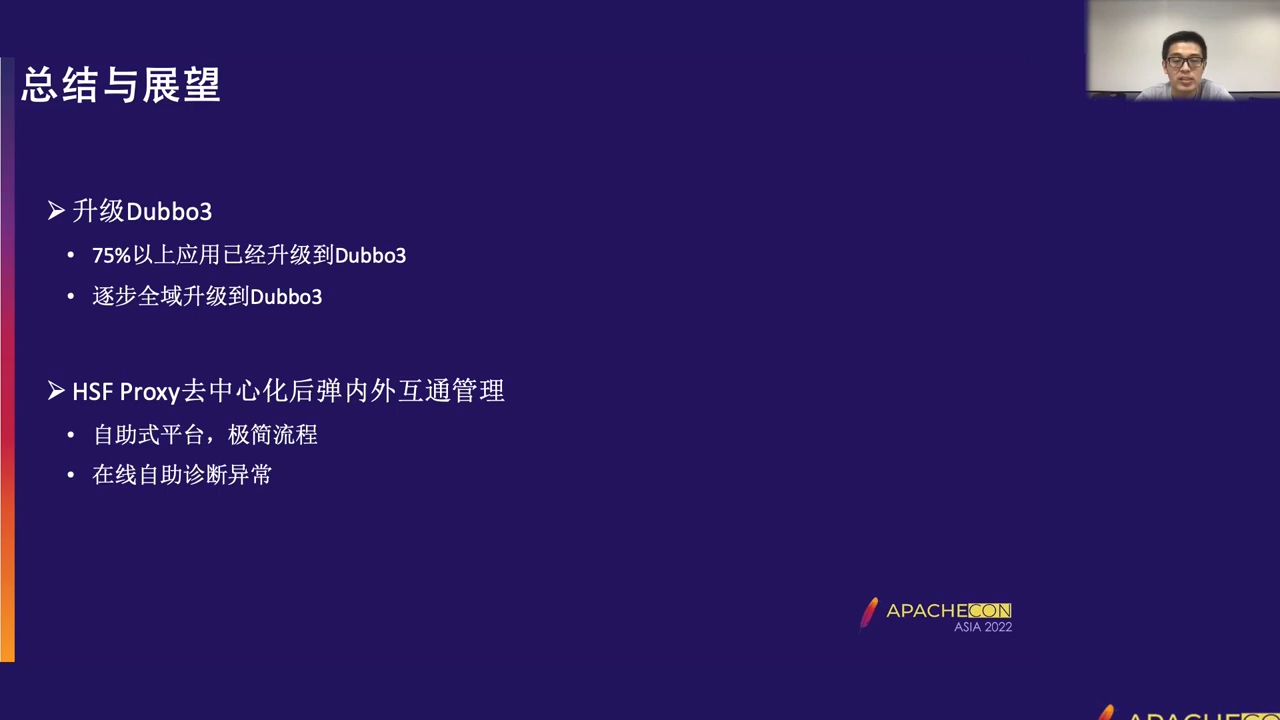 总结与展望
➢ 升级Dubbo3
• 75%以上应用已经升级到Dubbo3
• 逐步全域升级到Dubbo3
➢ HSF Proxy去中心化后弹内外互通管理
• 自助式平台，极简流程
• 在线自助诊断异常
APACHECON
ASIA 2022
APACHECO